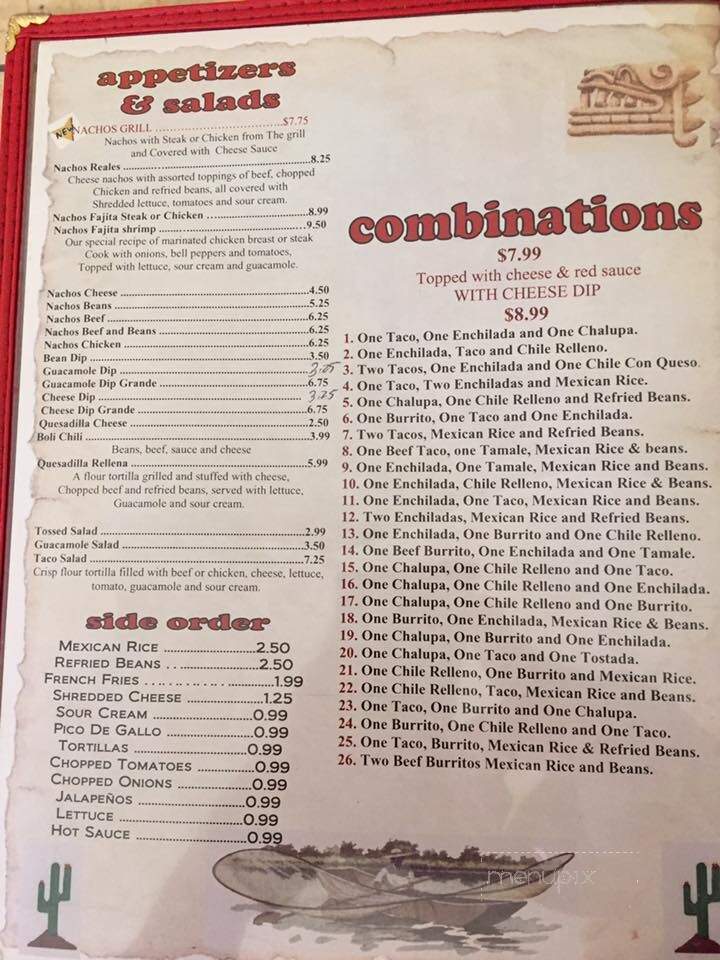 appetizers
& salads
NEW NACHOS GRILL ..............................$7.75
Nachos with Steak or Chicken from The grill
and Covered with Cheese Sauce
Nachos Reales ..............................8.25
Cheese nachos with assorted toppings of beef, chopped
Chicken and refried beans, all covered with
Shredded lettuce, tomatoes and sour cream.
Nachos Fajita Steak or Chicken ..............................8.99
Nachos Fajita shrimp ..............................9.50
Our special recipe of marinated chicken breast or steak
Cook with onions, bell peppers and tomatoes,
Topped with lettuce, sour cream and guacamole.
Nachos Cheese ..............................4.50
Nachos Beans ..............................5.25
Nachos Beef ..............................6.25
Nachos Beef and Beans ..............................6.25
Nachos Chicken ..............................6.25
Bean Dip ..............................3.50
Guacamole Dip ..............................3.25
Guacamole Dip Grande ..............................6.75
Cheese Dip ..............................3.25
Cheese Dip Grande ..............................6.75
Quesadilla Cheese ..............................2.50
Boli Chili ..............................3.99
Beans, beef, sauce and cheese
Quesadilla Rellena ..............................5.99
A flour tortilla grilled and stuffed with cheese,
Chopped beef and refried beans, served with lettuce,
Guacamole and sour cream.
Tossed Salad ..............................2.99
Guacamole Salad ..............................3.50
Taco Salad ..............................7.25
Crisp flour tortilla filled with beef or chicken, cheese, lettuce,
tomato, guacamole and sour cream.
side order
MEXICAN RICE ..............................2.50
REFRIED BEANS ..............................2.50
FRENCH FRIES ..............................1.99
SHREDDED CHEESE ..............................1.25
SOUR CREAM ..............................0.99
PICO DE GALLO ..............................0.99
TORTILLAS ..............................0.99
CHOPPED TOMATOES ..............................0.99
CHOPPED ONIONS ..............................0.99
JALAPEÑOS ..............................0.99
LETTUCE ..............................0.99
HOT SAUCE ..............................0.99
combinations
$7.99
Topped with cheese & red sauce
WITH CHEESE DIP
$8.99
1. One Taco, One Enchilada and One Chalupa.
2. One Enchilada, Taco and Chile Relleno.
3. Two Tacos, One Enchilada and One Chile Con Queso.
4. One Taco, Two Enchiladas and Mexican Rice.
5. One Chalupa, One Chile Relleno and Refried Beans.
6. One Burrito, One Taco and One Enchilada.
7. Two Tacos, Mexican Rice and Refried Beans.
8. One Beef Taco, one Tamale, Mexican Rice & beans.
9. One Enchilada, One Tamale, Mexican Rice and Beans.
10. One Enchilada, Chile Relleno, Mexican Rice & Beans.
11. One Enchilada, One Taco, Mexican Rice and Beans.
12. Two Enchiladas, Mexican Rice and Refried Beans.
13. One Enchilada, One Burrito and One Chile Relleno.
14. One Beef Burrito, One Enchilada and One Tamale.
15. One Chalupa, One Chile Relleno and One Taco.
16. One Chalupa, One Chile Relleno and One Enchilada.
17. One Chalupa, One Chile Relleno and One Burrito.
18. One Burrito, One Enchilada, Mexican Rice & Beans.
19. One Chalupa, One Burrito and One Enchilada.
20. One Chalupa, One Taco and One Tostada.
21. One Chile Relleno, One Burrito and Mexican Rice.
22. One Chile Relleno, Taco, Mexican Rice and Beans.
23. One Taco, One Burrito and One Chalupa.
24. One Burrito, One Chile Relleno and One Taco.
25. One Taco, Burrito, Mexican Rice & Refried Beans.
26. Two Beef Burritos Mexican Rice and Beans.
menupix